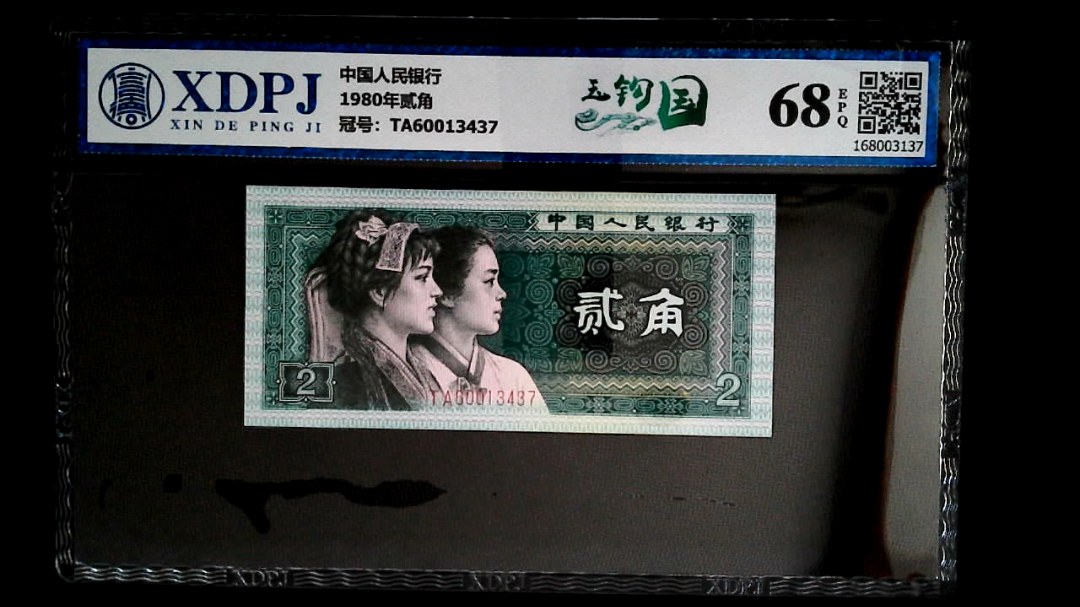 XDPJ
XIN DE PING JI
中国人民银行
1980年贰角
冠号：TA60013437
玉钩国
68
EPQ
168003137
中国人民银行
贰角
2
2
TA60013437
XDPJ
XDPJ
XDPJ